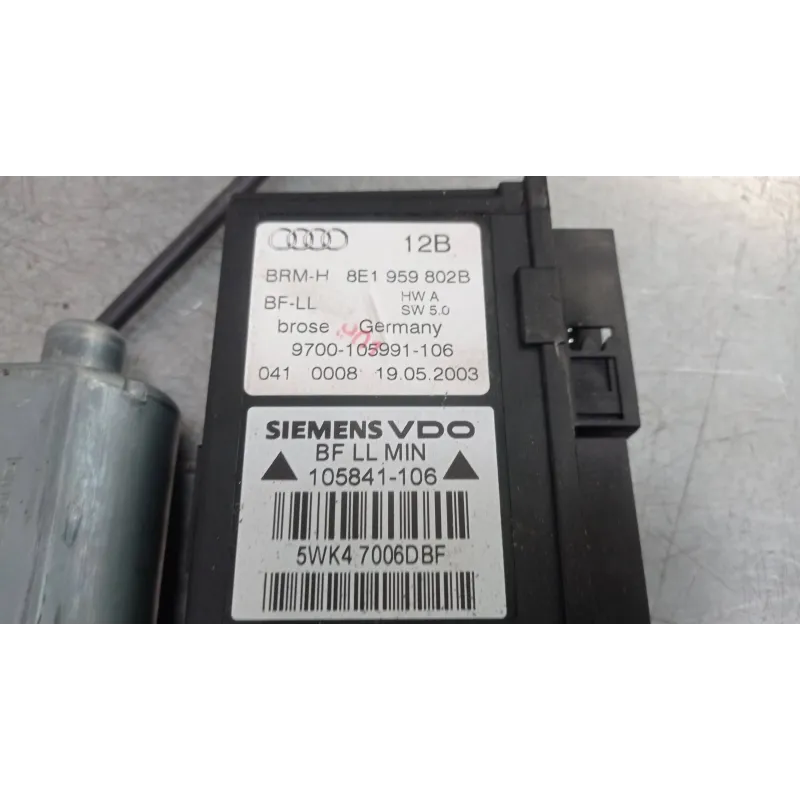 12B
BRM-H 8E1 959 802B
BF-LL HW A
SW 5.0
brose Germany
9700-105991-106
041 0008 19.05.2003
SIEMENS VDO
BF LL MIN
105841-106
5WK4 7006DBF